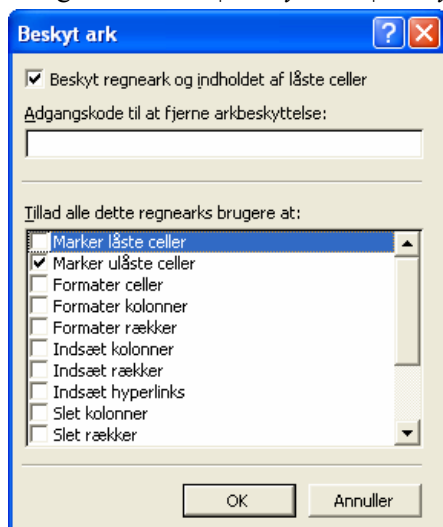 Beskyt ark
Beskyt regneark og indholdet af låste celler
Adgangskode til at fjerne arkbeskyttelse:
Tillad alle dette regnearks brugere at:
Marker låste celler
Marker ulåste celler
Formater celler
Formater kolonner
Formater rækker
Indsæt kolonner
Indsæt rækker
Indsæt hyperlinks
Slet kolonner
Slet rækker
OK Annuller